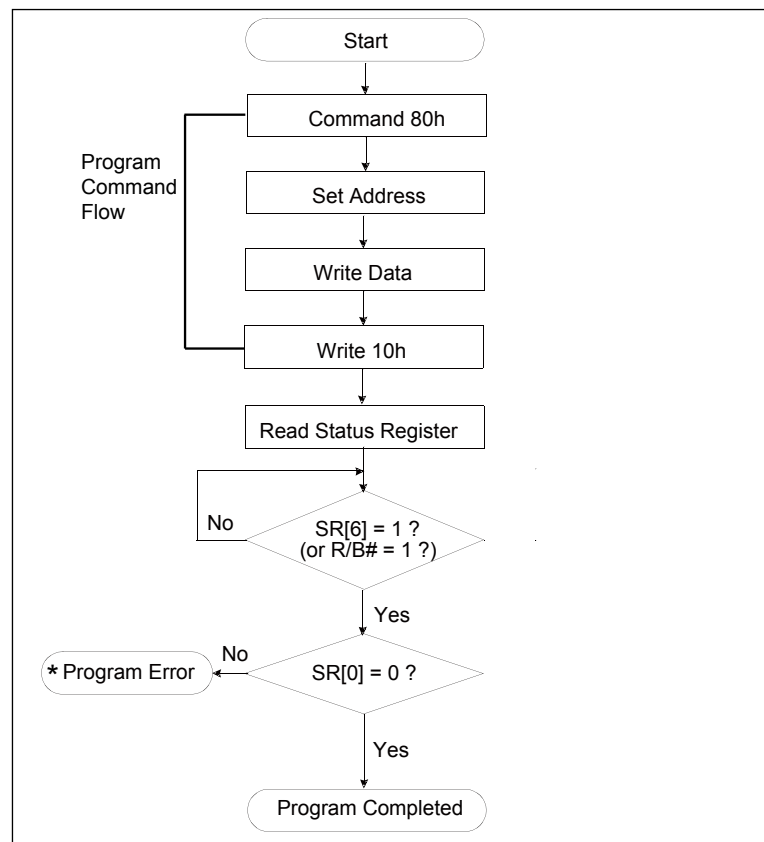 Start
Command 80h
Program
Command
Flow
Set Address
Write Data
Write 10h
Read Status Register
No
SR[6] = 1 ?
(or R/B# = 1 ?)
Yes
No
* Program Error
SR[0] = 0 ?
Yes
Program Completed